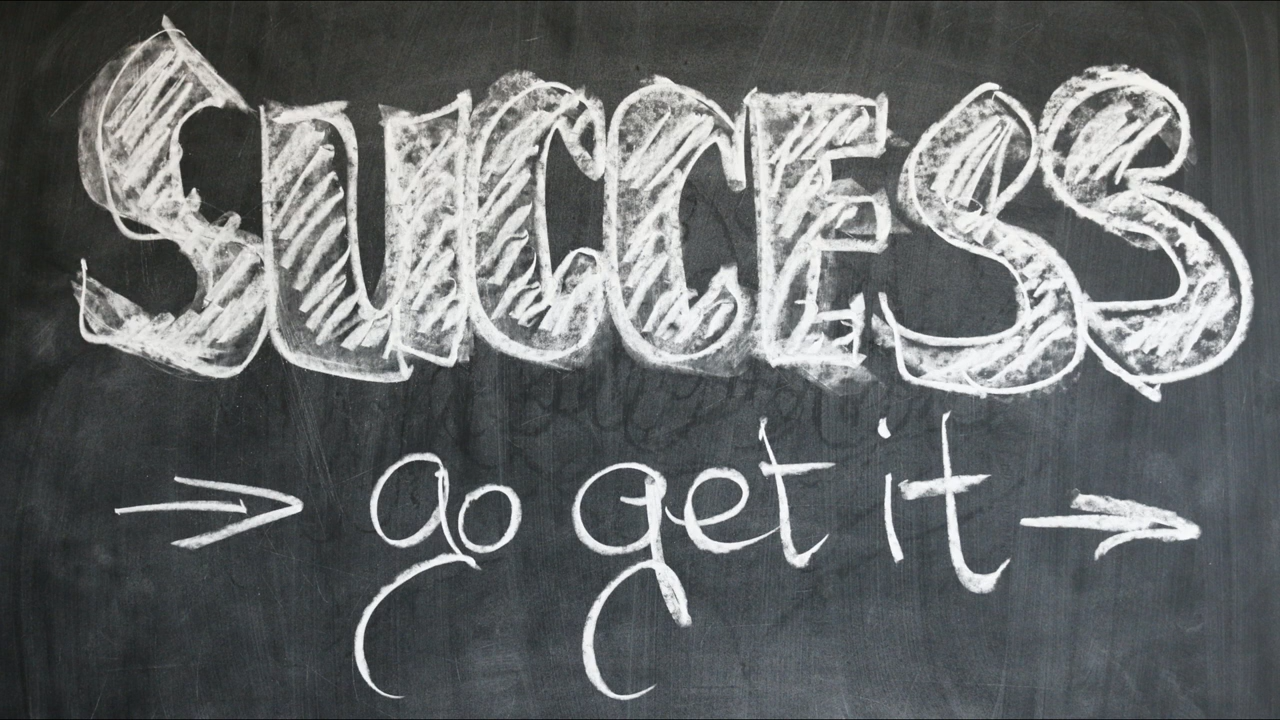 SUCCESS
→ go get it →